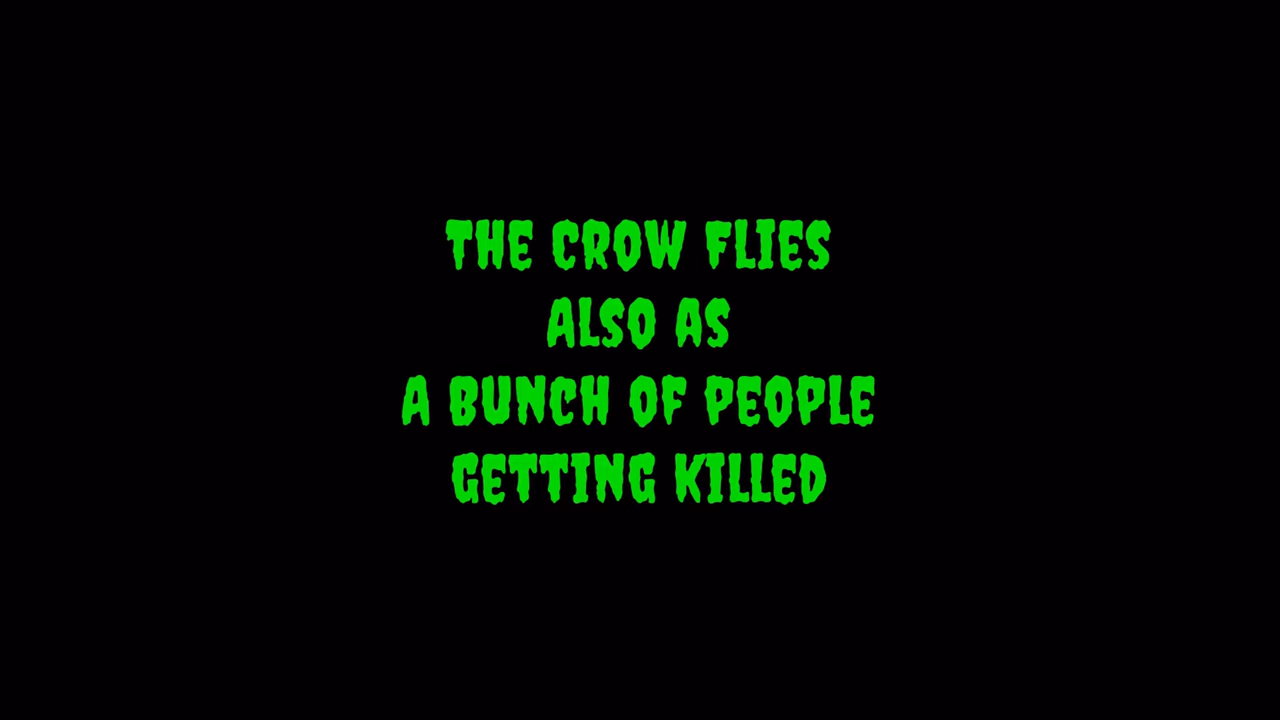 THE CROW FLIES
ALSO AS
A BUNCH OF PEOPLE
GETTING KILLED